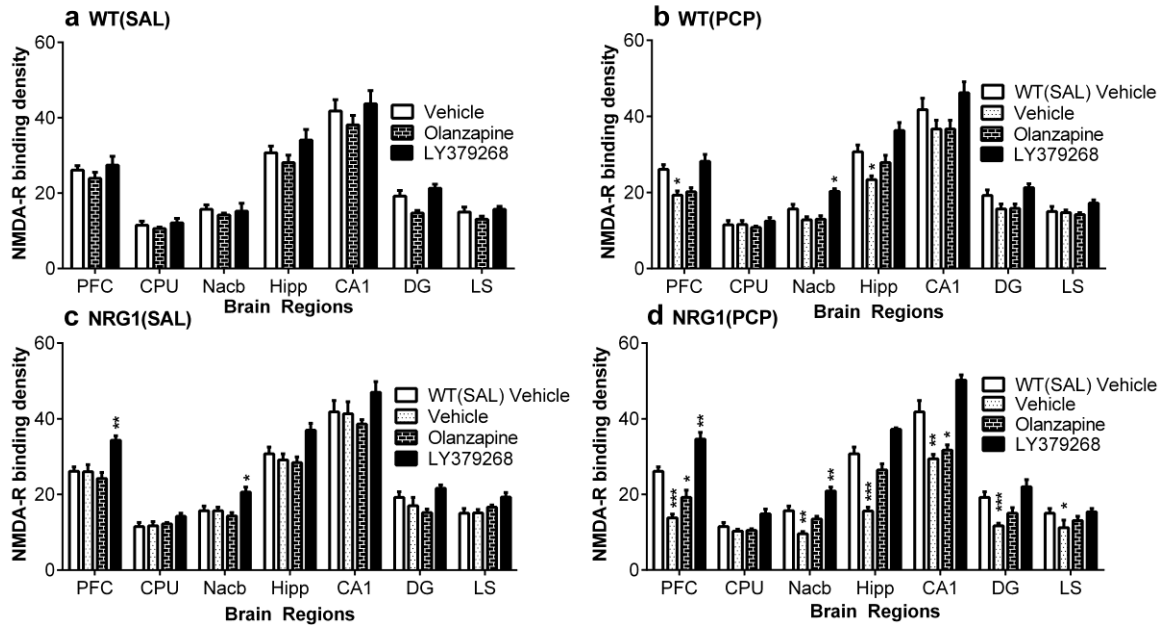 a WT(SAL)
NMDA-R binding density
60
40
20
0
Vehicle
Olanzapine
LY379268
PFC CPU Nacb Hipp CA1 DG LS
Brain Regions
b WT(PCP)
NMDA-R binding density
60
40
20
0
WT(SAL) Vehicle
Vehicle
Olanzapine
LY379268
*
*
*
PFC CPU Nacb Hipp CA1 DG LS
Brain Regions
c NRG1(SAL)
NMDA-R binding density
60
40
20
0
WT(SAL) Vehicle
Vehicle
Olanzapine
LY379268
**
*
PFC CPU Nacb Hipp CA1 DG LS
Brain Regions
d NRG1(PCP)
NMDA-R binding density
60
40
20
0
WT(SAL) Vehicle
Vehicle
Olanzapine
LY379268
***
*
**
**
**
***
**
*
***
*
PFC CPU Nacb Hipp CA1 DG LS
Brain Regions